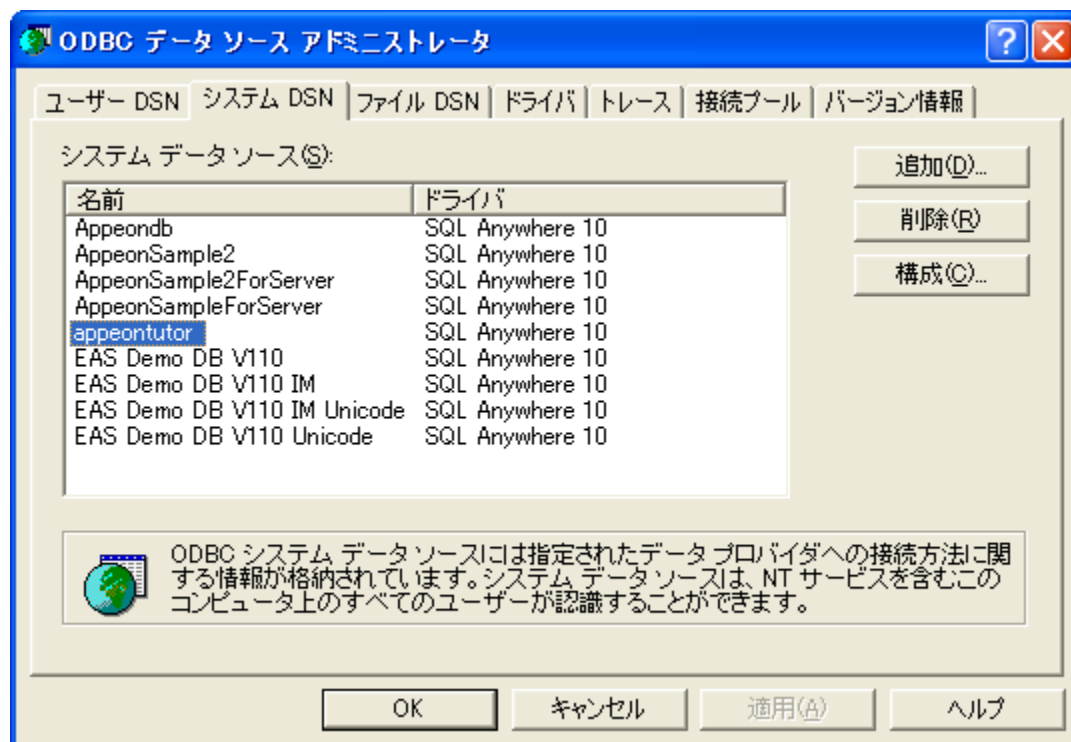 ODBC データ ソース アドミニストレータ
ユーザー DSN システム DSN ファイル DSN ドライバ トレース 接続プール バージョン情報
システム データ ソース(S):
追加(D)...
名前 ドライバ
削除(R)
Appeondb SQL Anywhere 10
AppeonSample2 SQL Anywhere 10
構成(C)...
AppeonSample2ForServer SQL Anywhere 10
AppeonSampleForServer SQL Anywhere 10
appeontutor SQL Anywhere 10
EAS Demo DB V110 SQL Anywhere 10
EAS Demo DB V110 IM SQL Anywhere 10
EAS Demo DB V110 IM Unicode SQL Anywhere 10
EAS Demo DB V110 Unicode SQL Anywhere 10
ODBC システム データ ソースには指定されたデータ プロバイダへの接続方法に関
する情報が格納されています。システム データ ソースは、NT サービスを含むこの
コンピュータ上のすべてのユーザーが認識することができます。
OK キャンセル 適用(A) ヘルプ